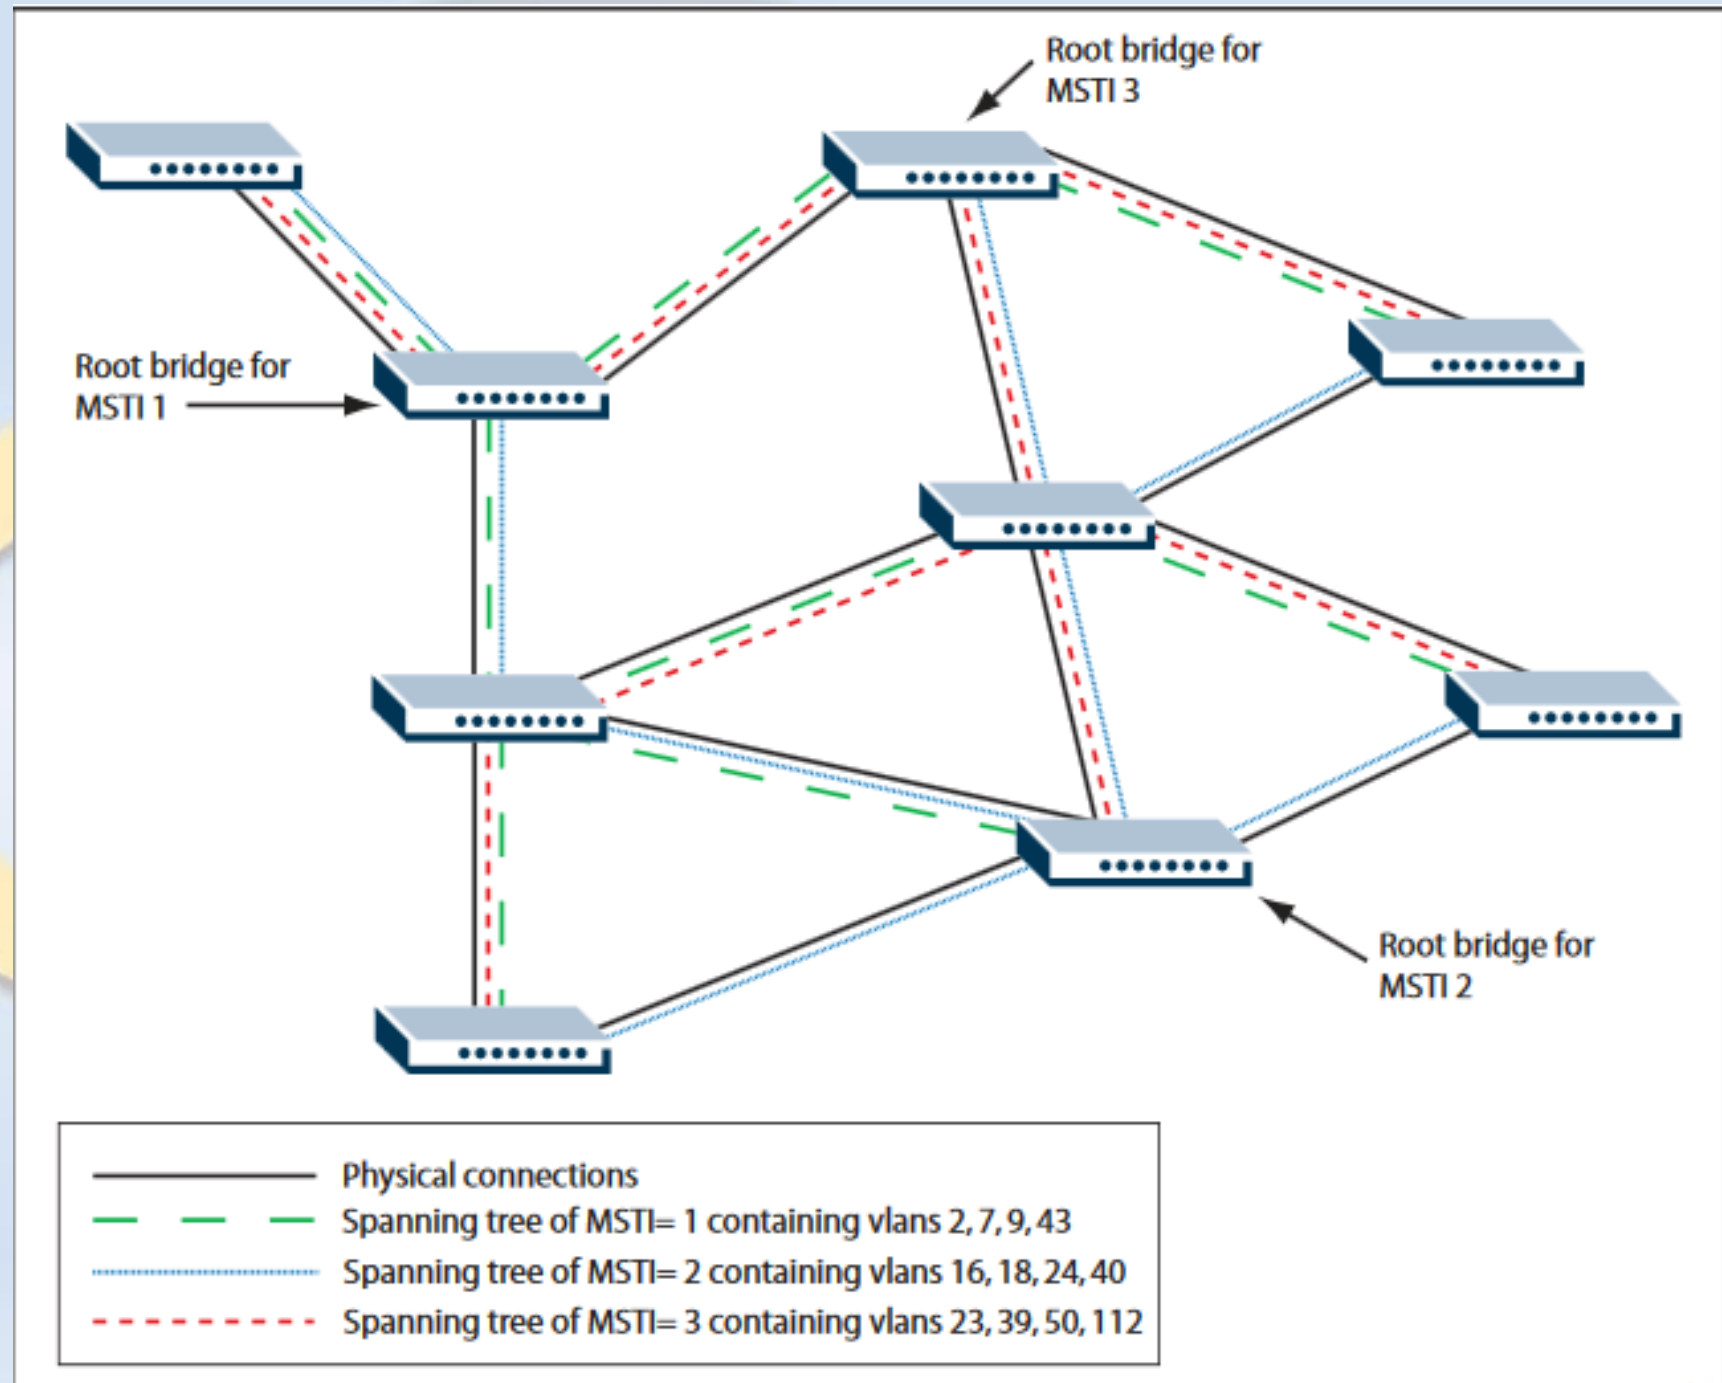 Root bridge for
MSTI 3
Root bridge for
MSTI 1
Root bridge for
MSTI 2
Physical connections
Spanning tree of MSTI= 1 containing vlans 2, 7, 9, 43
Spanning tree of MSTI= 2 containing vlans 16, 18, 24, 40
Spanning tree of MSTI= 3 containing vlans 23, 39, 50, 112